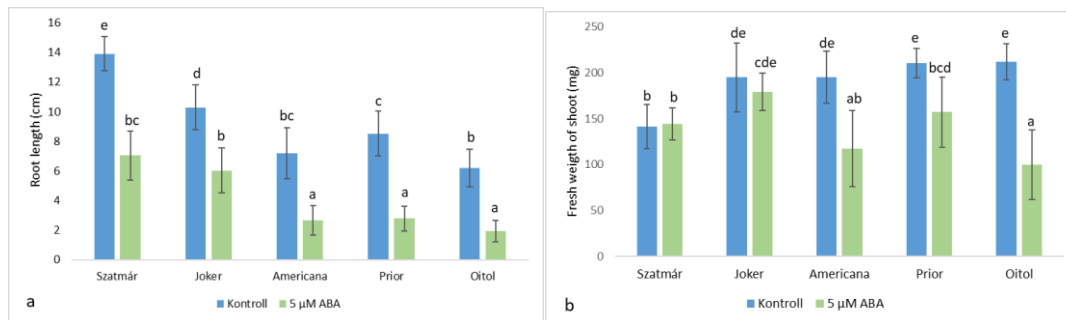 16
14
12
10
8
6
4
2
0
Root length (cm)
e
bc
d
b
bc
a
c
a
b
a
Szatmár Joker Americana Prior Oitol
Kontroll 5 µM ABA
a
250
200
150
100
50
0
Fresh weigth of shoot (mg)
b b
de
cde
de
ab
e
bcd
e
a
Szatmár Joker Americana Prior Oitol
Kontroll 5 µM ABA
b